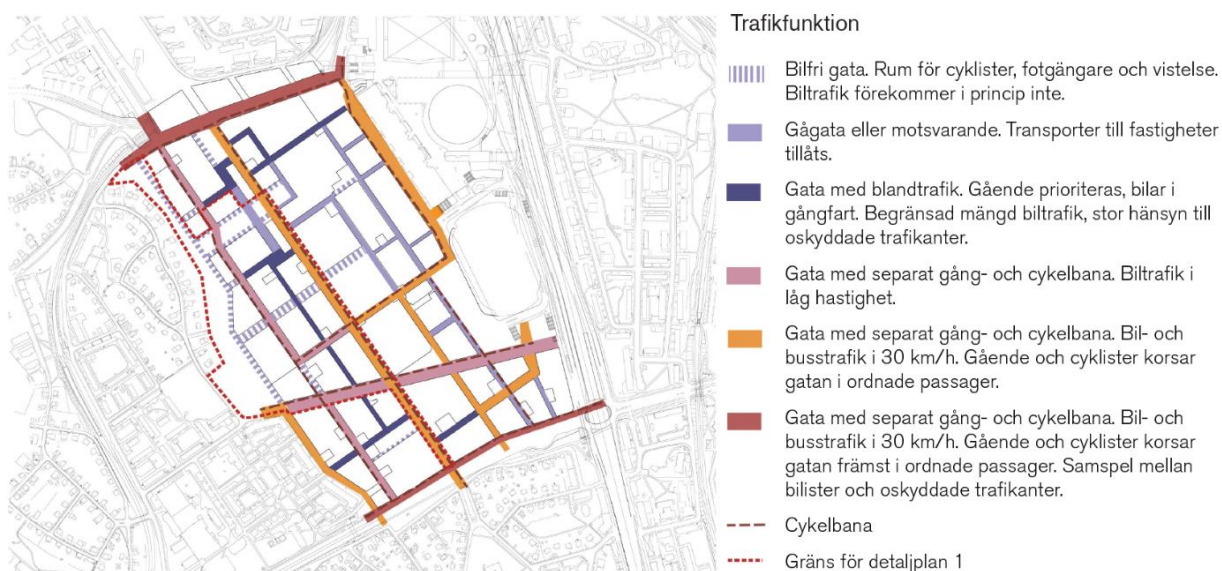 Trafikfunktion
Bilfri gata. Rum för cyklister, fotgängare och vistelse.
Biltrafik förekommer i princip inte.
Gågata eller motsvarande. Transporter till fastigheter
tillåts.
Gata med blandtrafik. Gående prioriteras, bilar i
gångfart. Begränsad mängd biltrafik, stor hänsyn till
oskyddade trafikanter.
Gata med separat gång- och cykelbana. Biltrafik i
låg hastighet.
Gata med separat gång- och cykelbana. Bil- och
busstrafik i 30 km/h. Gående och cyklister korsar
gatan i ordnade passager.
Gata med separat gång- och cykelbana. Bil- och
busstrafik i 30 km/h. Gående och cyklister korsar
gatan främst i ordnade passager. Samspel mellan
bilister och oskyddade trafikanter.
Cykelbana
Gräns för detaljplan 1